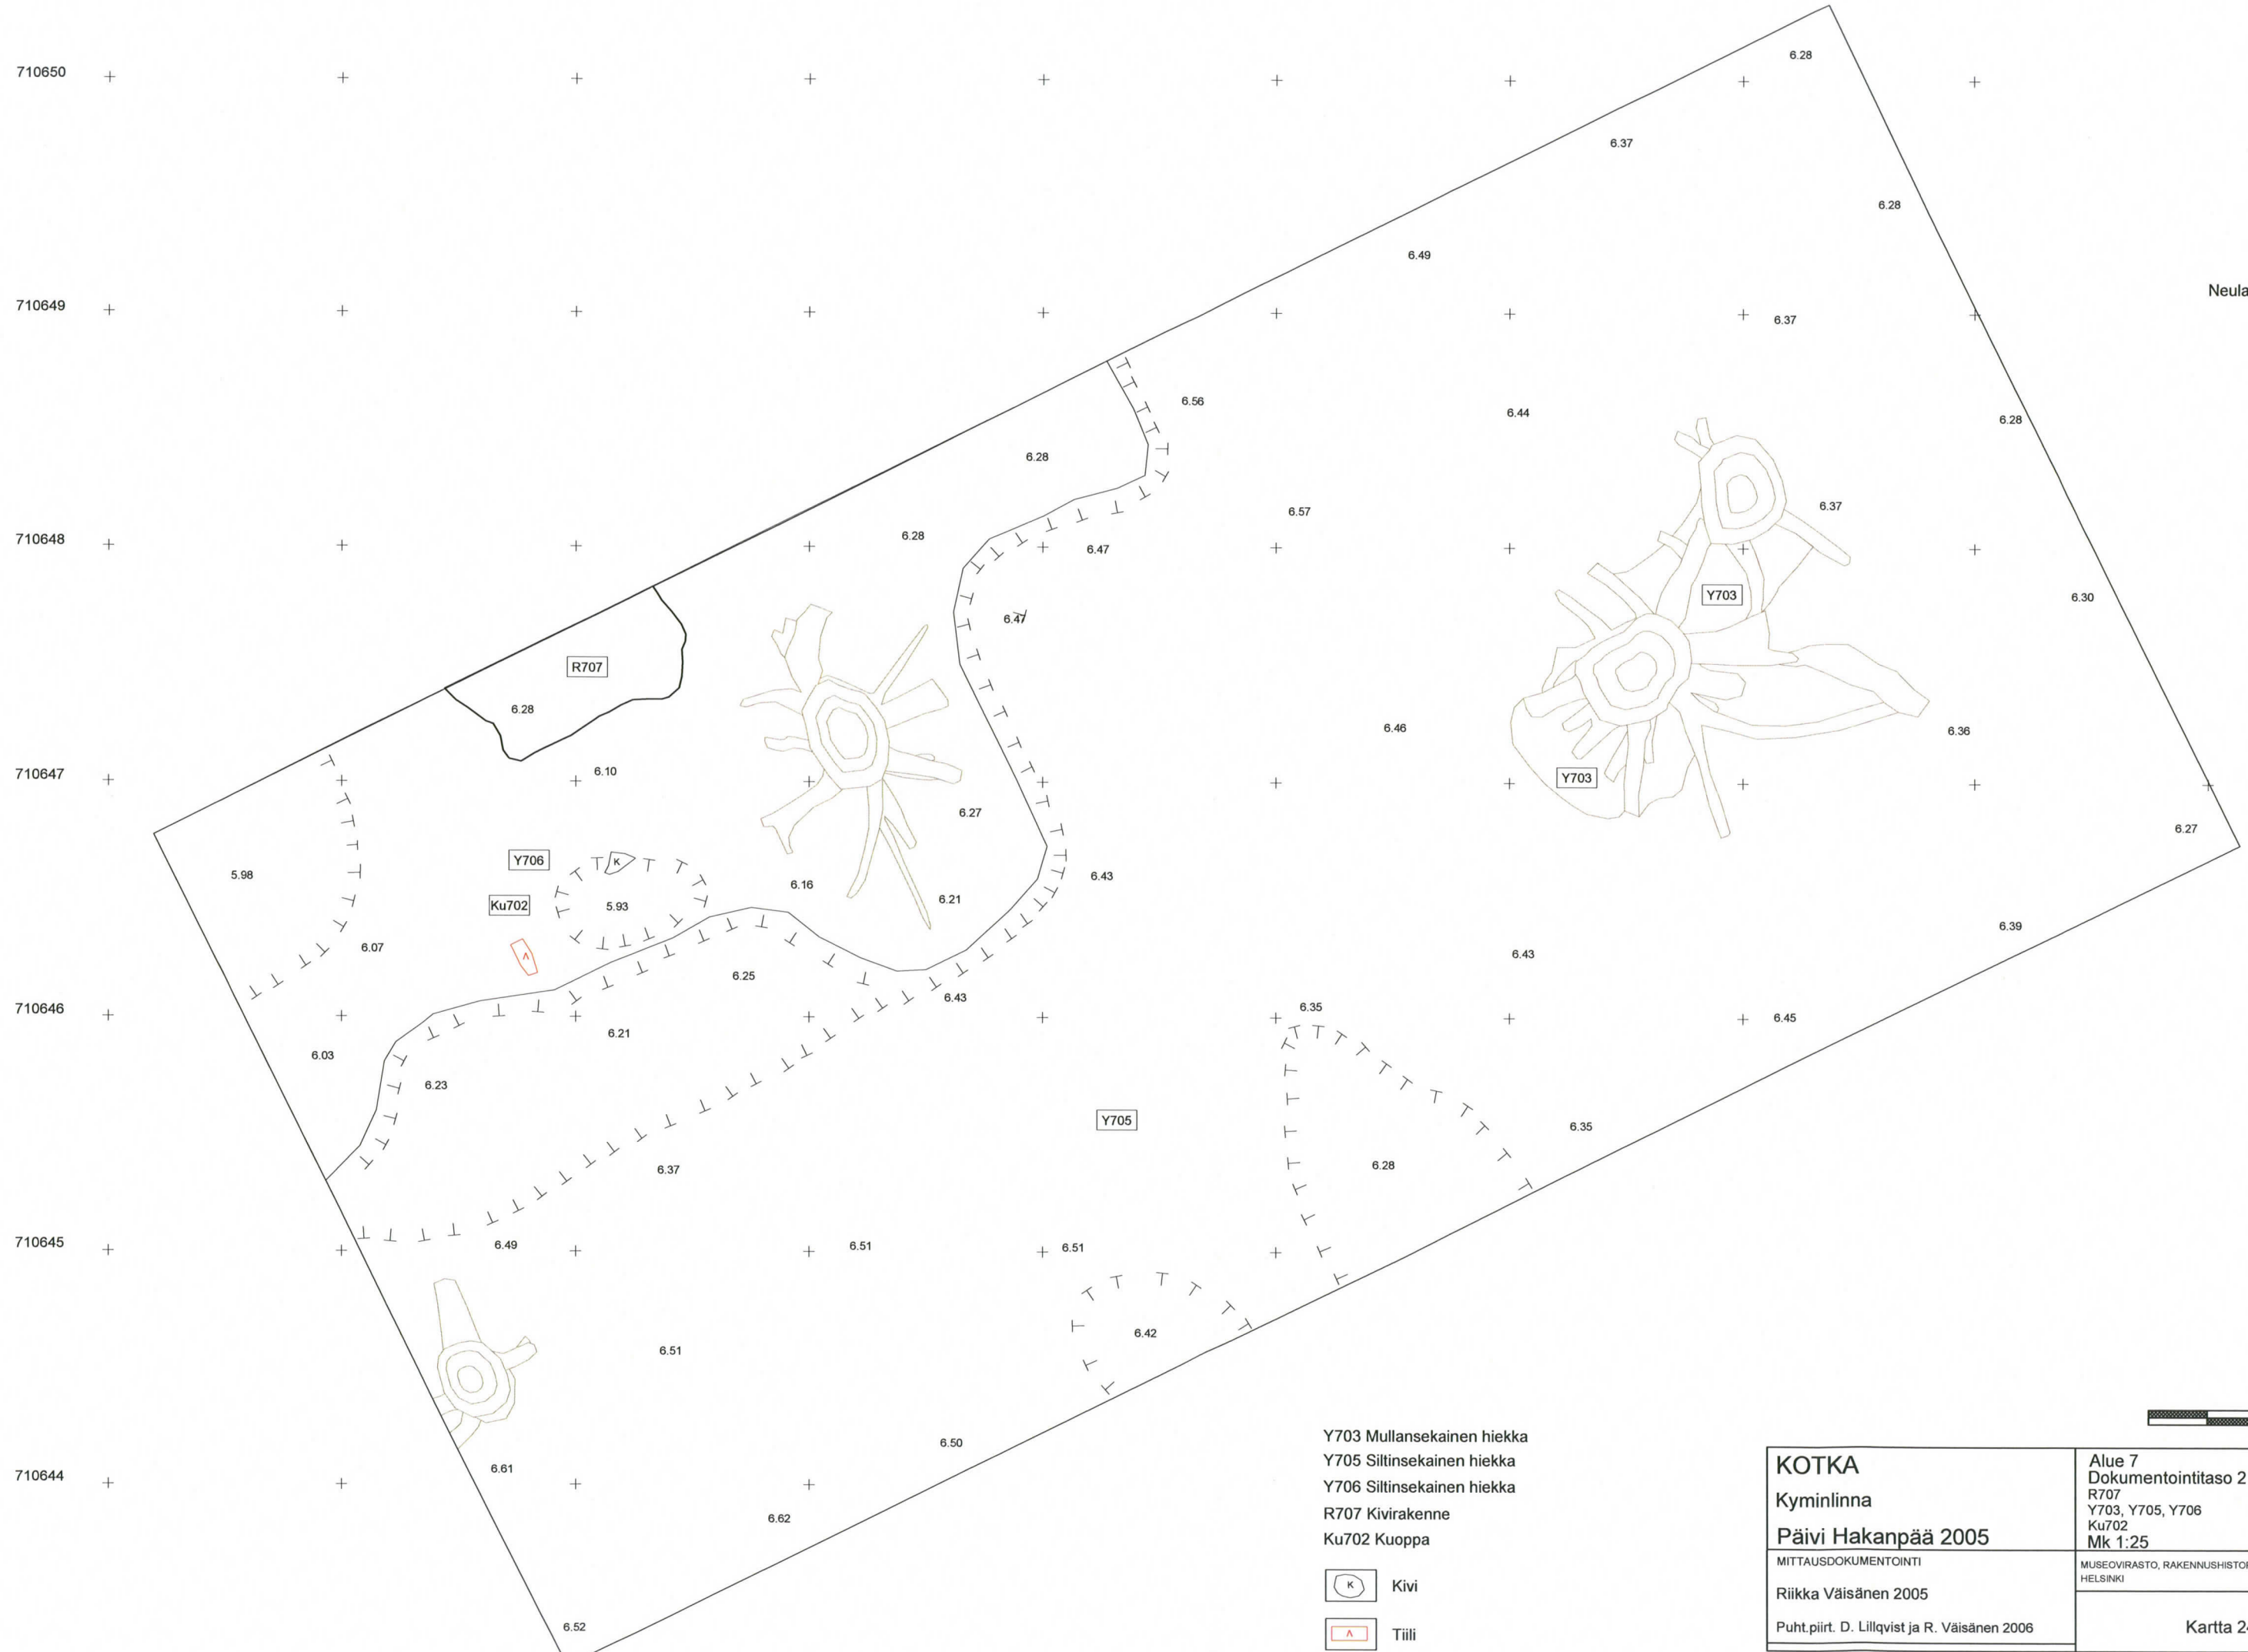 710650
6.28
6.37
6.28
6.49
710649
Neula
6.37
6.56
6.44
6.28
6.28
6.37
6.57
6.28
710648
6.47
Y703
6.30
6.47
R707
6.28
6.46
6.36
6.10
710647
Y703
6.27
6.27
Y706
K
5.98
6.43
6.16
6.21
Ku702
5.93
6.39
6.07
6.43
6.25
6.43
710646
6.35
6.45
6.21
6.03
6.23
Y705
6.35
6.37
6.28
710645
6.49
6.51
6.51
6.42
6.51
6.50
6.61
710644
6.62
6.52
Y703 Mullansekainen hiekka
Y705 Siltinsekainen hiekka
Y706 Siltinsekainen hiekka
R707 Kivirakenne
Ku702 Kuoppa
K Kivi
Tiili
KOTKA
Kyminlinna
Päivi Hakanpää 2005
MITTAUSDOKUMENTOINTI
Riikka Väisänen 2005
Puht.piirt. D. Lillqvist ja R. Väisänen 2006
Alue 7
Dokumentointitaso 2
R707
Y703, Y705, Y706
Ku702
Mk 1:25
MUSEOVIRASTO, RAKENNUSHISTO
HELSINKI
Kartta 24